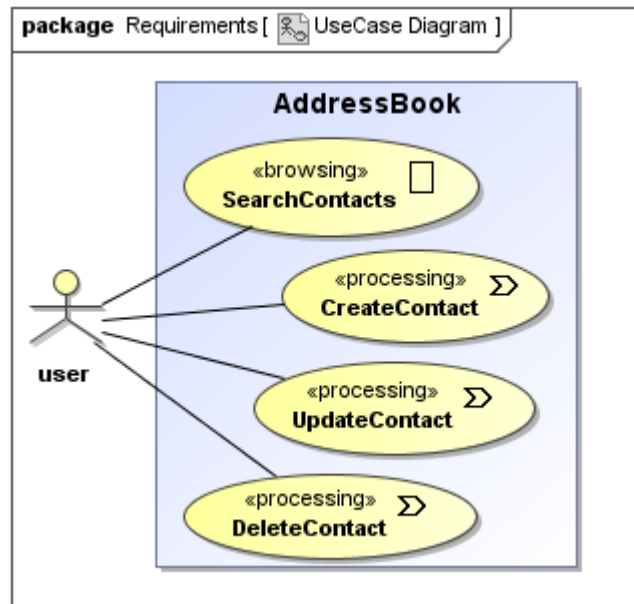 package Requirements [ UseCase Diagram ]
AddressBook
«browsing»
SearchContacts
«processing»
CreateContact
user
«processing»
UpdateContact
«processing»
DeleteContact